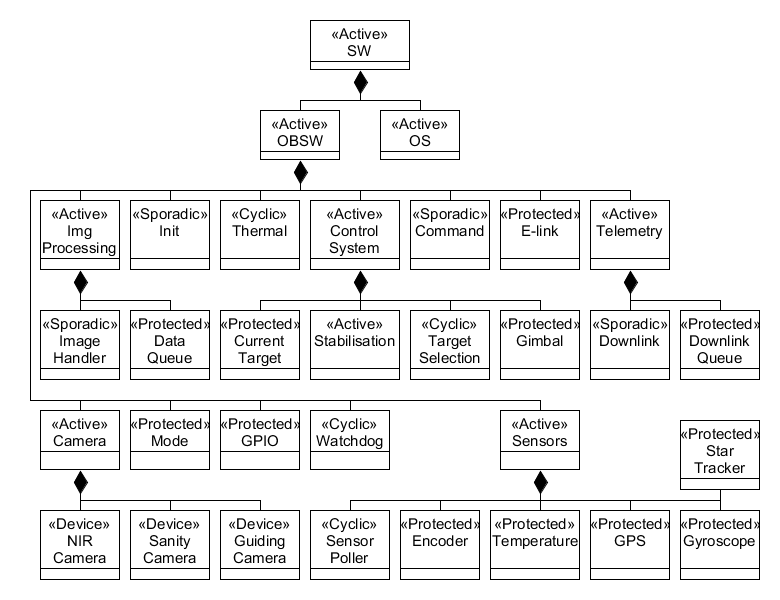 «Active»
SW
«Active»
OBSW
«Active»
OS
«Active»
Img
Processing
«Sporadic»
Init
«Cyclic»
Thermal
«Active»
Control
System
«Sporadic»
Command
«Protected»
E-link
«Active»
Telemetry
«Sporadic»
Image
Handler
«Protected»
Data
Queue
«Protected»
Current
Target
«Active»
Stabilisation
«Cyclic»
Target
Selection
«Protected»
Gimbal
«Sporadic»
Downlink
«Protected»
Downlink
Queue
«Active»
Camera
«Protected»
Mode
«Protected»
GPIO
«Cyclic»
Watchdog
«Active»
Sensors
«Protected»
Star
Tracker
«Device»
NIR
Camera
«Device»
Sanity
Camera
«Device»
Guiding
Camera
«Cyclic»
Sensor
Poller
«Protected»
Encoder
«Protected»
Temperature
«Protected»
GPS
«Protected»
Gyroscope